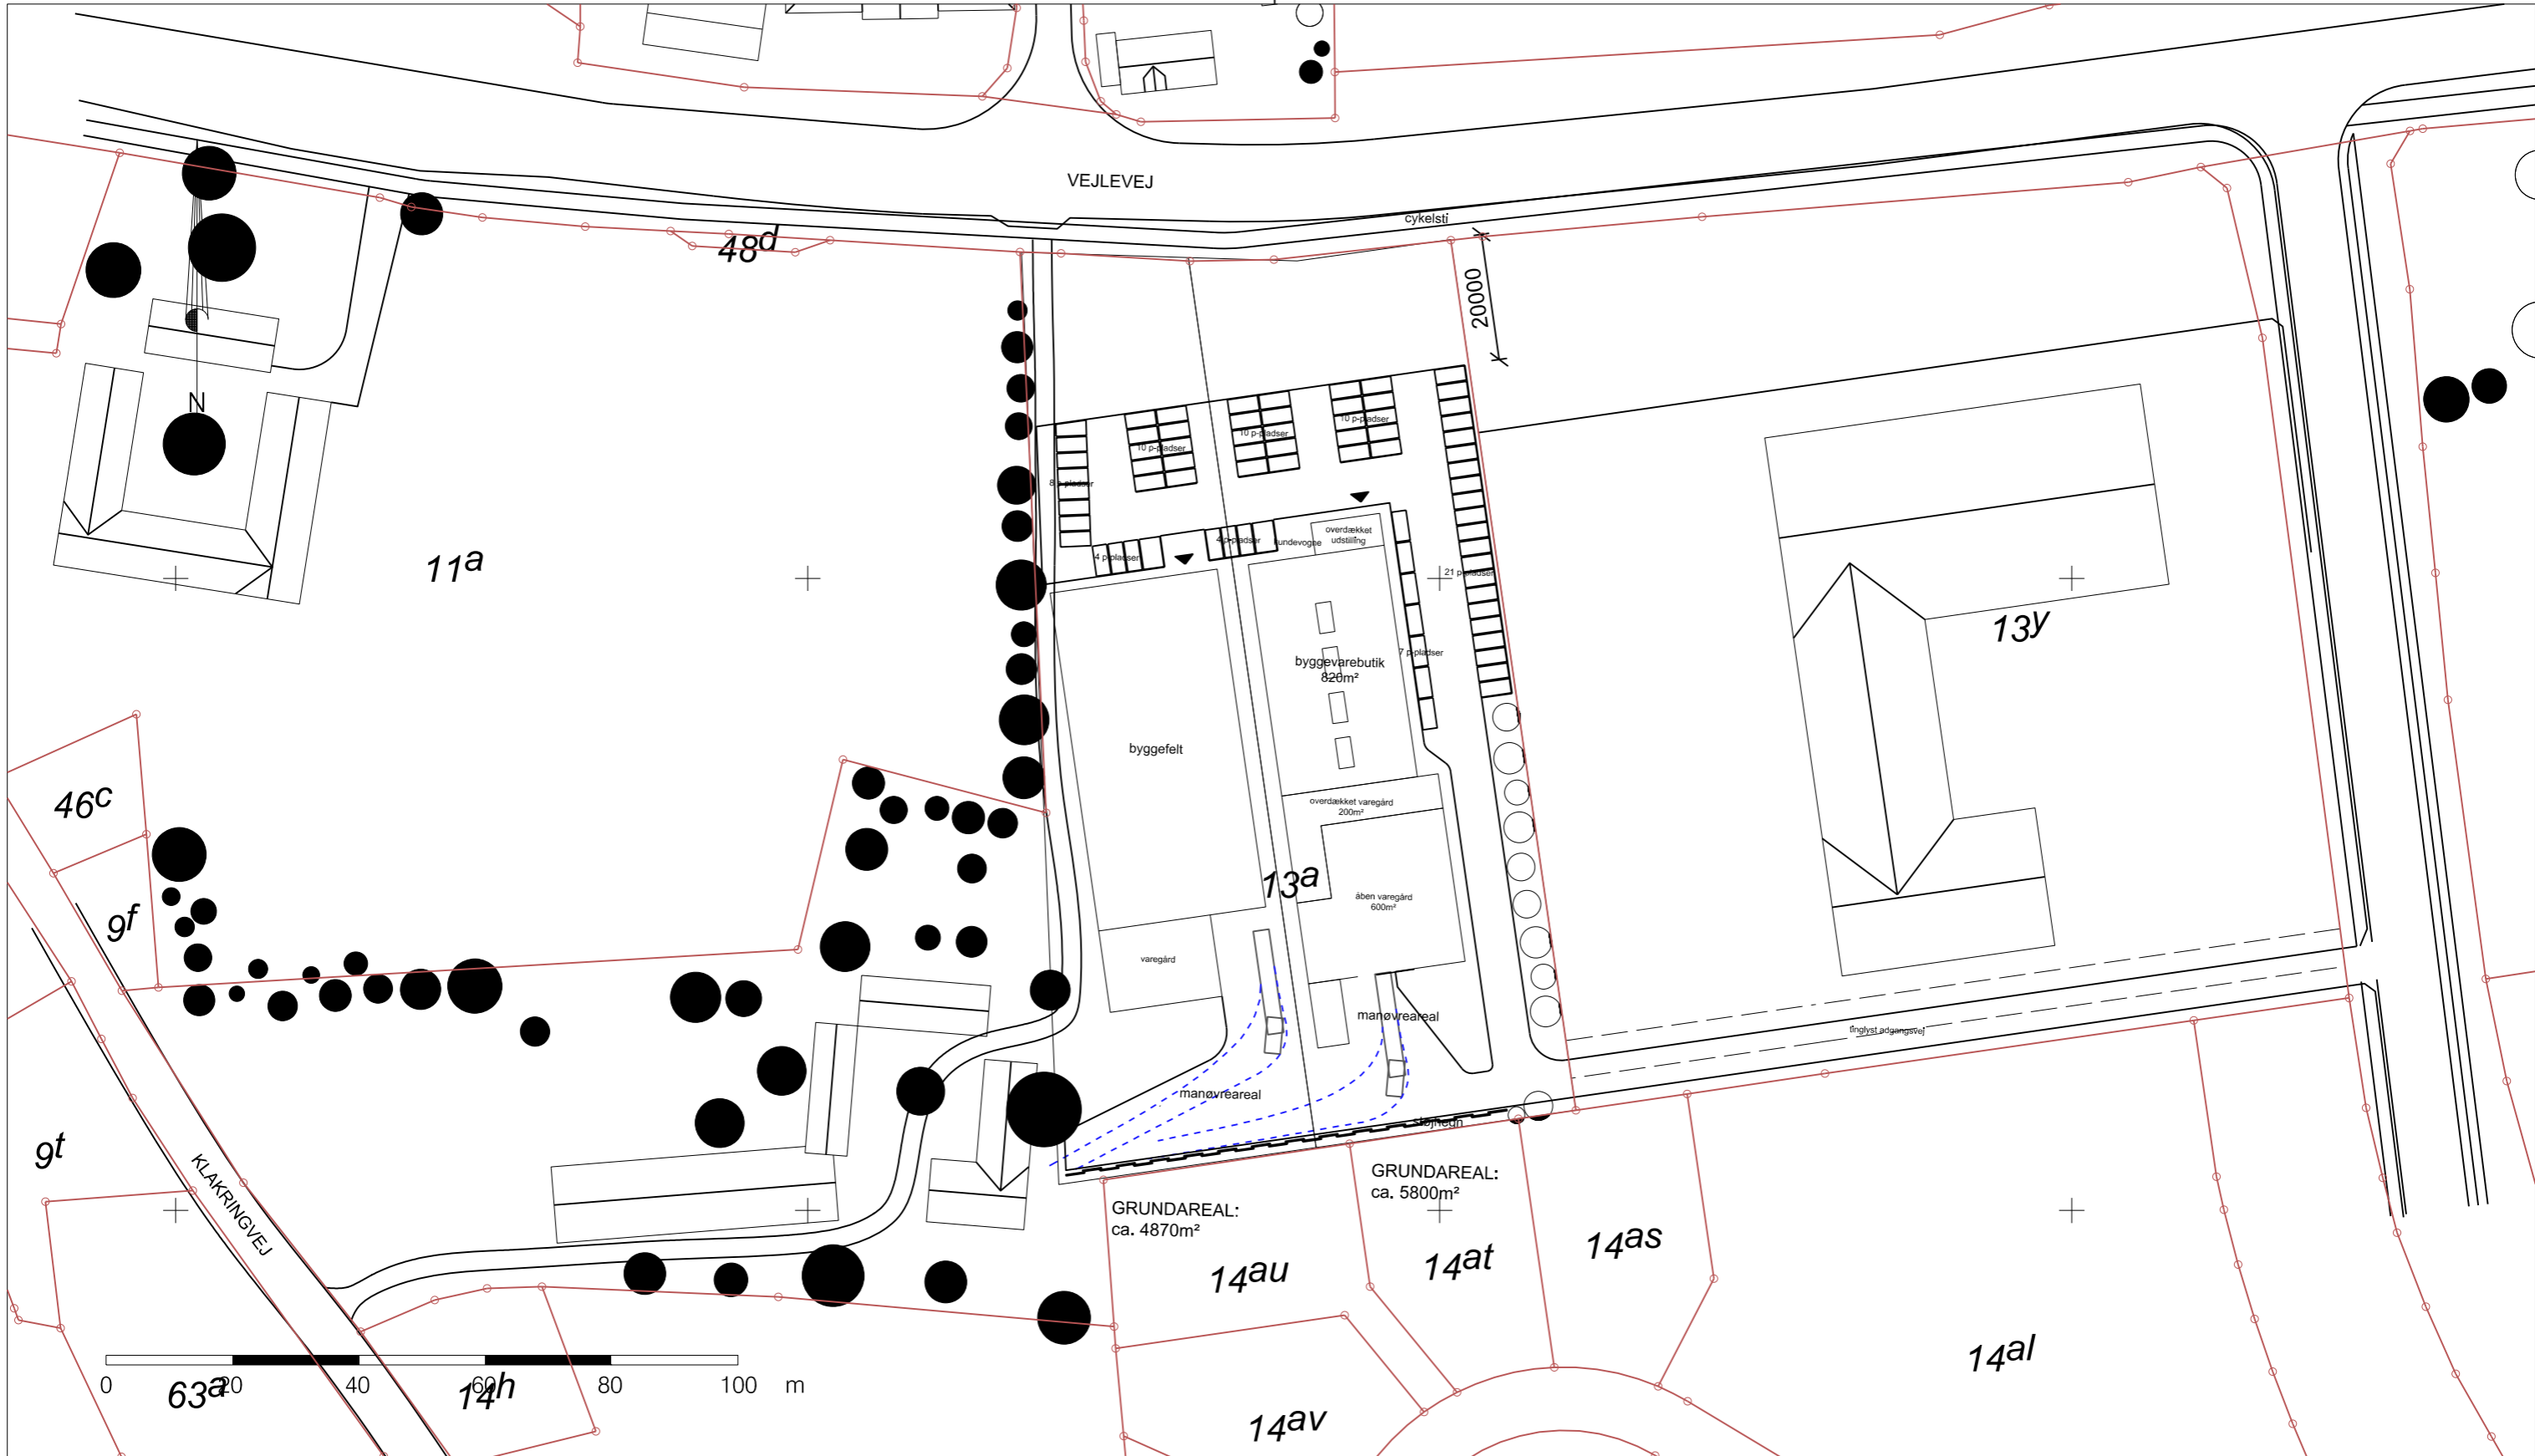 VEJLEVEJ
cykelsti
48d
20000
N
10 p-pladser
10 p-pladser
10 p-pladser
8 p-pladser
4 p-pladser
4 p-pladser
kundevogne
overdækket
udstilling
21 p-pladser
11a
13y
7 p-pladser
byggevarebutik
820m²
byggefelt
overdækket varegård
200m²
46c
13a
åben varegård
600m²
9f
varegård
manøvreareal
tinglyst adgangsvej
manøvreareal
støjhegn
9t
KLAKRINGVEJ
GRUNDAREAL:
ca. 5800m²
GRUNDAREAL:
ca. 4870m²
14as
14at
14au
14al
0 20 40 60 80 100 m
63a
14h
14av